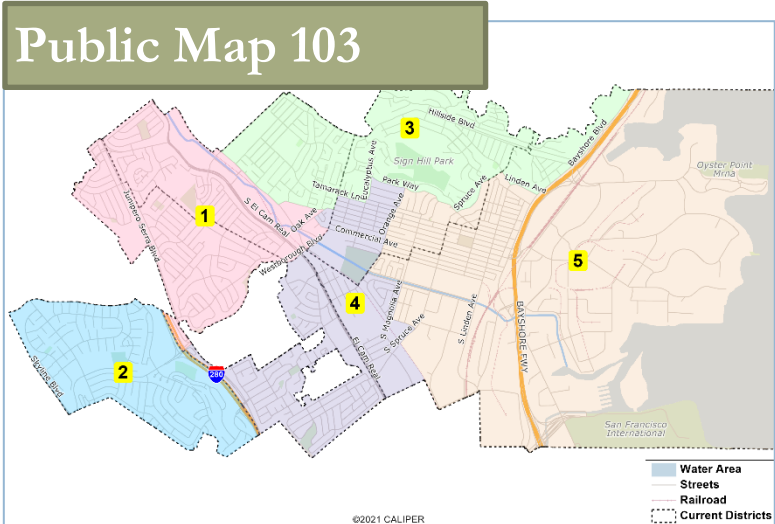 Public Map 103
Hillside Blvd
3
Bayshore Blvd
Eucalyptus Ave
Sign Hill Park
Oyster Point
Mrna
Tamarack Ln
Park Way
Spruce Ave
Linden Ave
Junipero Serra Blvd
1
S El Cam Real
Oak Ave
Orange Ave
Commercial Ave
Westborough Blvd
5
4
S Magnolia Ave
S Linden Ave
BAYSHORE FWY
S Spruce Ave
El Cam Real
Skyline Blvd
2
280
San Francisco
International
Water Area
Streets
Railroad
Current Districts
©2021 CALIPER